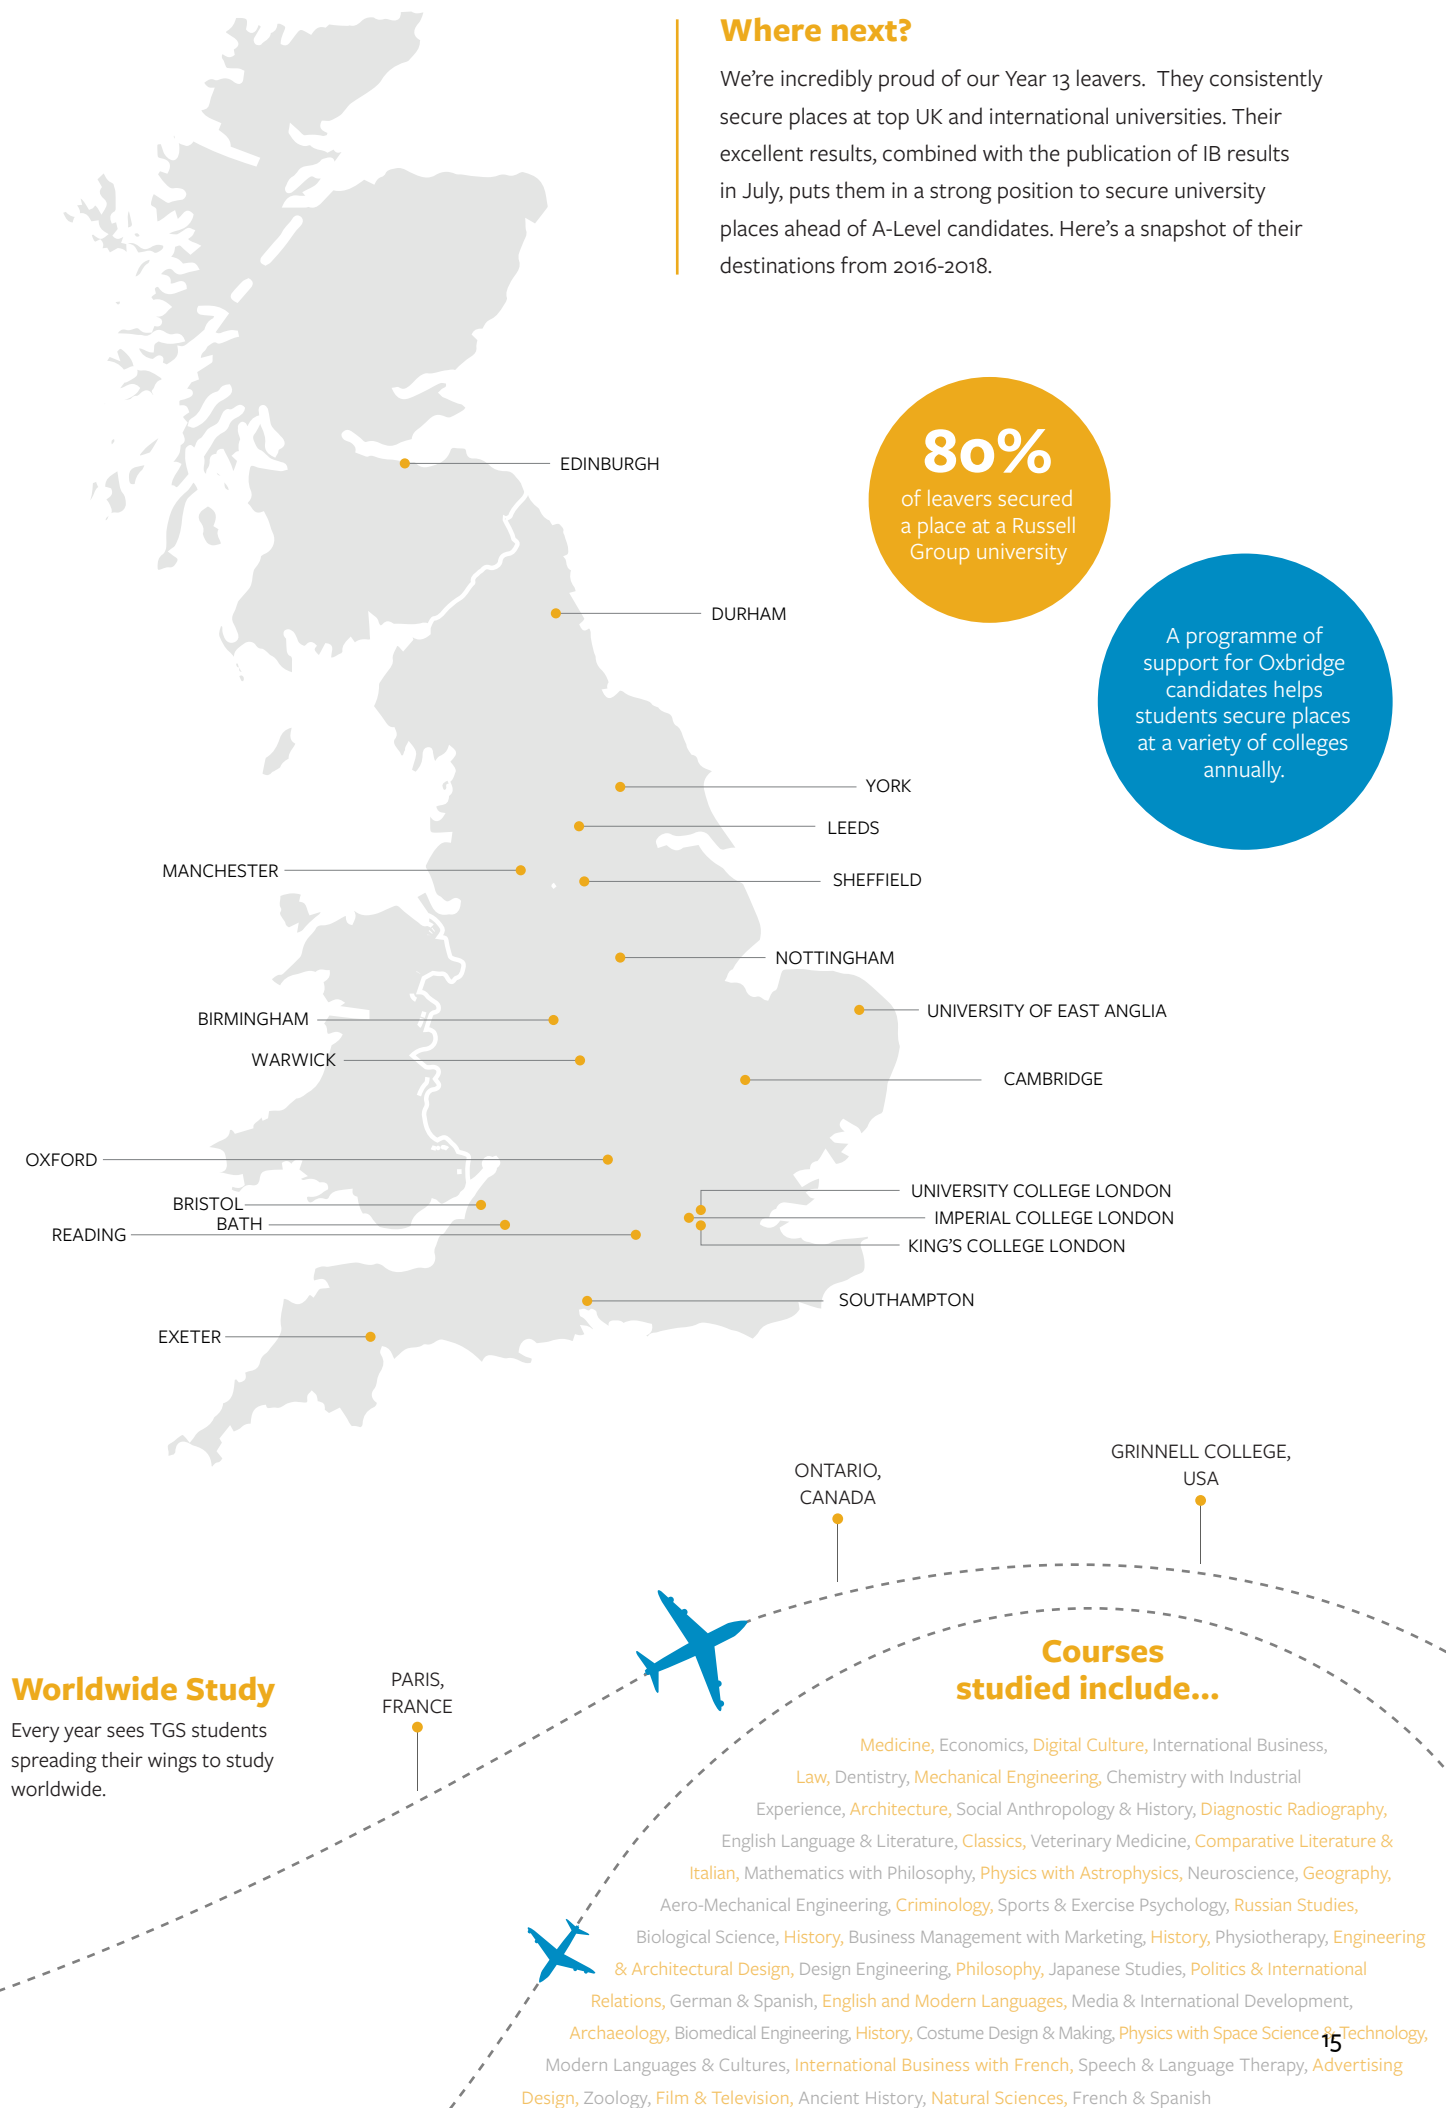 Where next?
We’re incredibly proud of our Year 13 leavers. They consistently
secure places at top UK and international universities. Their
excellent results, combined with the publication of IB results
in July, puts them in a strong position to secure university
places ahead of A-Level candidates. Here’s a snapshot of their
destinations from 2016-2018.
80%
of leavers secured
a place at a Russell
Group university
A programme of
support for Oxbridge
candidates helps
students secure places
at a variety of colleges
annually.
EDINBURGH
DURHAM
YORK
LEEDS
MANCHESTER
SHEFFIELD
NOTTINGHAM
UNIVERSITY OF EAST ANGLIA
BIRMINGHAM
WARWICK
CAMBRIDGE
OXFORD
UNIVERSITY COLLEGE LONDON
BRISTOL
IMPERIAL COLLEGE LONDON
BATH
READING
KING’S COLLEGE LONDON
SOUTHAMPTON
EXETER
GRINNELL COLLEGE,
USA
ONTARIO,
CANADA
PARIS,
FRANCE
Worldwide Study
Every year sees TGS students
spreading their wings to study
worldwide.
Courses
studied include...
Medicine, Economics, Digital Culture, International Business,
Law, Dentistry, Mechanical Engineering, Chemistry with Industrial
Experience, Architecture, Social Anthropology & History, Diagnostic Radiography,
English Language & Literature, Classics, Veterinary Medicine, Comparative Literature &
Italian, Mathematics with Philosophy, Physics with Astrophysics, Neuroscience, Geography,
Aero-Mechanical Engineering, Criminology, Sports & Exercise Psychology, Russian Studies,
Biological Science, History, Business Management with Marketing, History, Physiotherapy, Engineering
& Architectural Design, Design Engineering, Philosophy, Japanese Studies, Politics & International
Relations, German & Spanish, English and Modern Languages, Media & International Development,
Archaeology, Biomedical Engineering, History, Costume Design & Making, Physics with Space Science & Technology,
Modern Languages & Cultures, International Business with French, Speech & Language Therapy, Advertising
Design, Zoology, Film & Television, Ancient History, Natural Sciences, French & Spanish
15